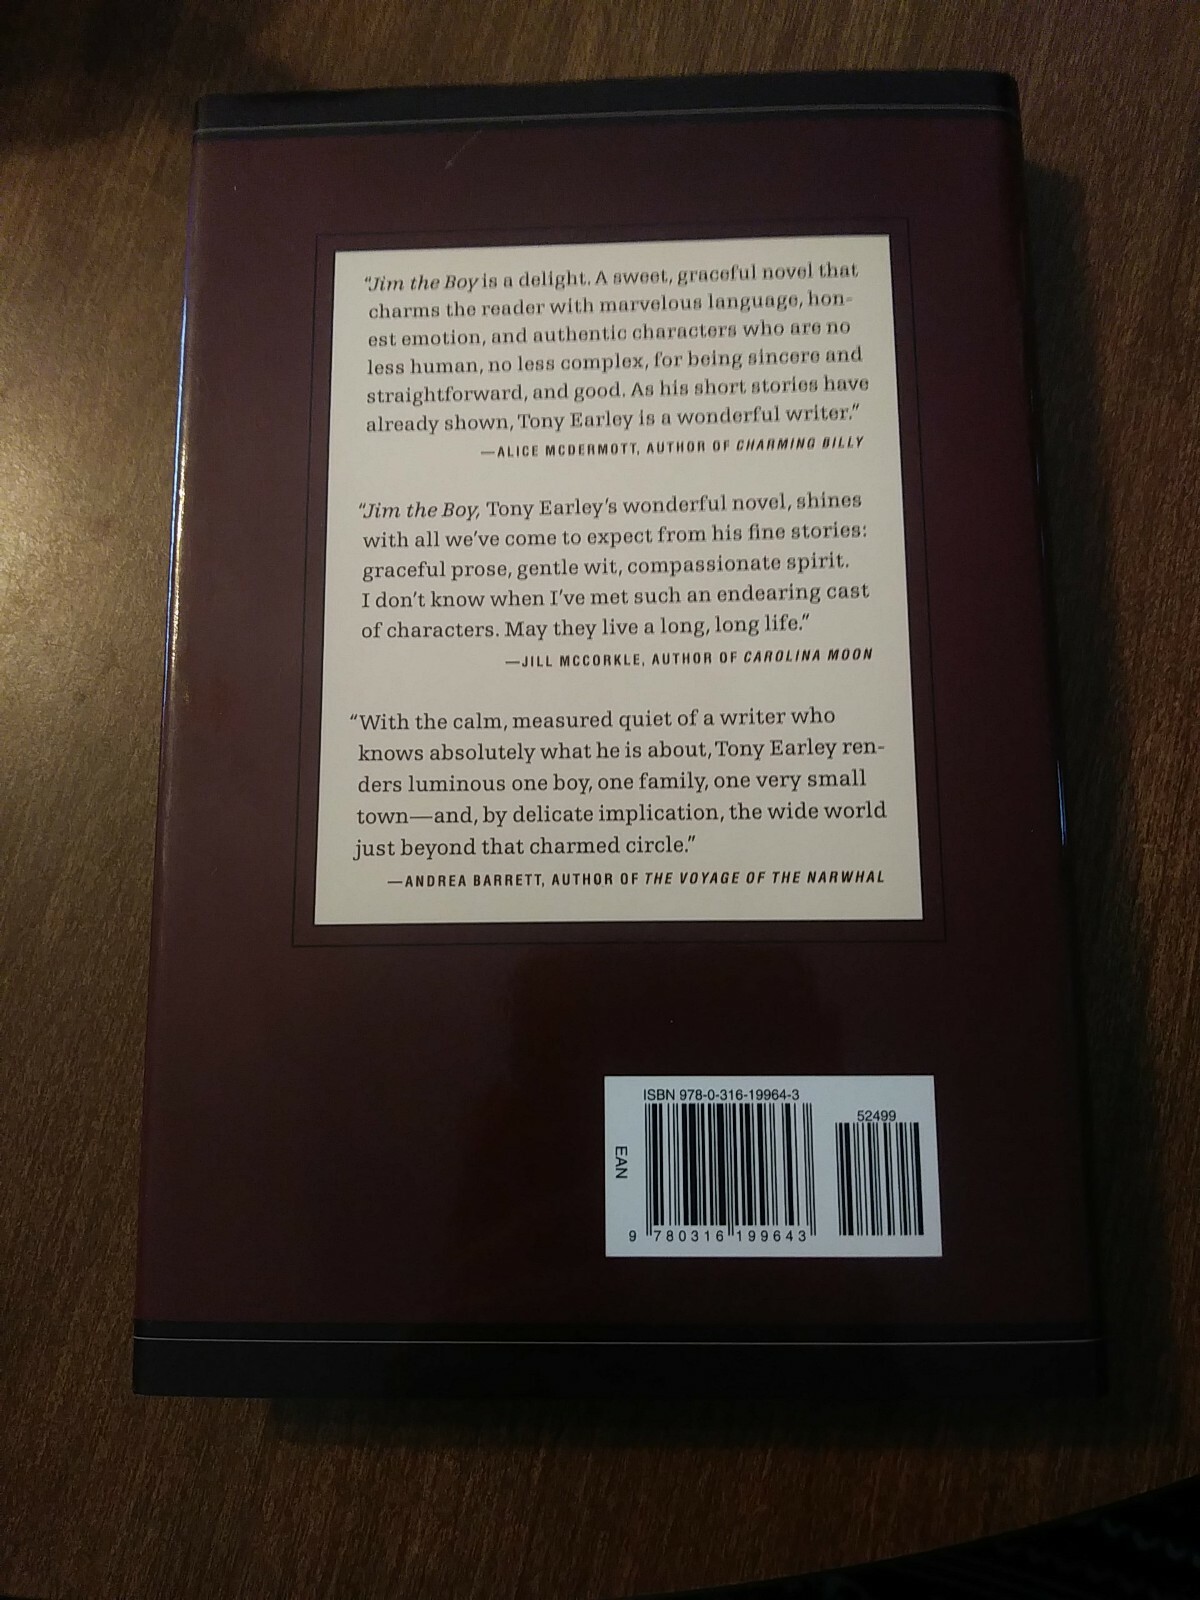 “Jim the Boy is a delight. A sweet, graceful novel that
charms the reader with marvelous language, hon-
est emotion, and authentic characters who are no
less human, no less complex, for being sincere and
straightforward, and good. As his short stories have
already shown, Tony Earley is a wonderful writer.”
—ALICE MCDERMOTT, AUTHOR OF CHARMING BILLY
“Jim the Boy, Tony Earley’s wonderful novel, shines
with all we’ve come to expect from his fine stories:
graceful prose, gentle wit, compassionate spirit.
I don’t know when I’ve met such an endearing cast
of characters. May they live a long, long life.”
—JILL MCCORKLE, AUTHOR OF CAROLINA MOON
“With the calm, measured quiet of a writer who
knows absolutely what he is about, Tony Earley ren-
ders luminous one boy, one family, one very small
town—and, by delicate implication, the wide world
just beyond that charmed circle.”
—ANDREA BARRETT, AUTHOR OF THE VOYAGE OF THE NARWHAL
ISBN 978-0-316-19964-3
52499
EAN
9 780316 199643